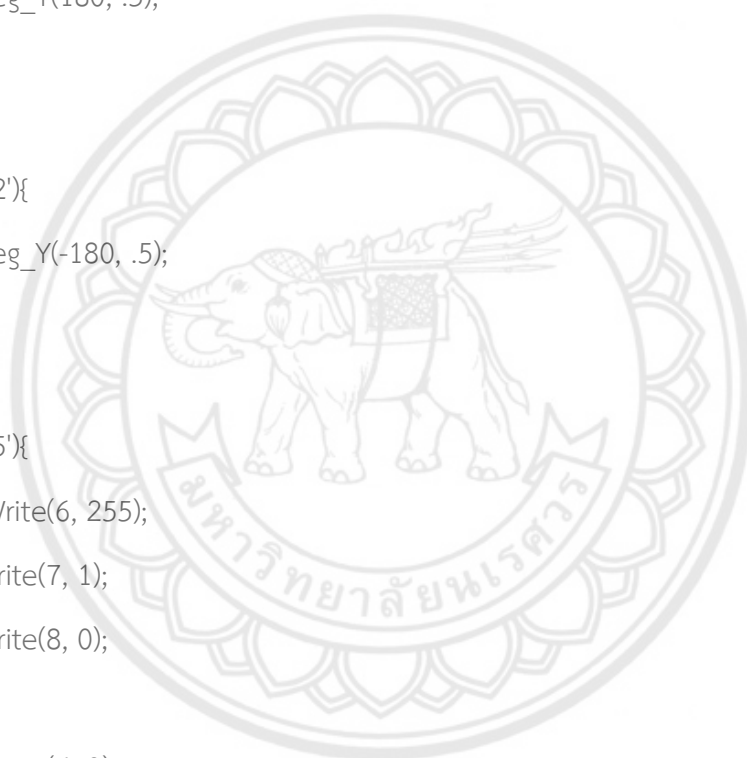 eg_Y(180, .5);
2'){
eg_Y(-180, .5);
5'){
Write(6, 255);
rite(7, 1);
rite(8, 0);
มหาวิทยาลัยนเรศวร